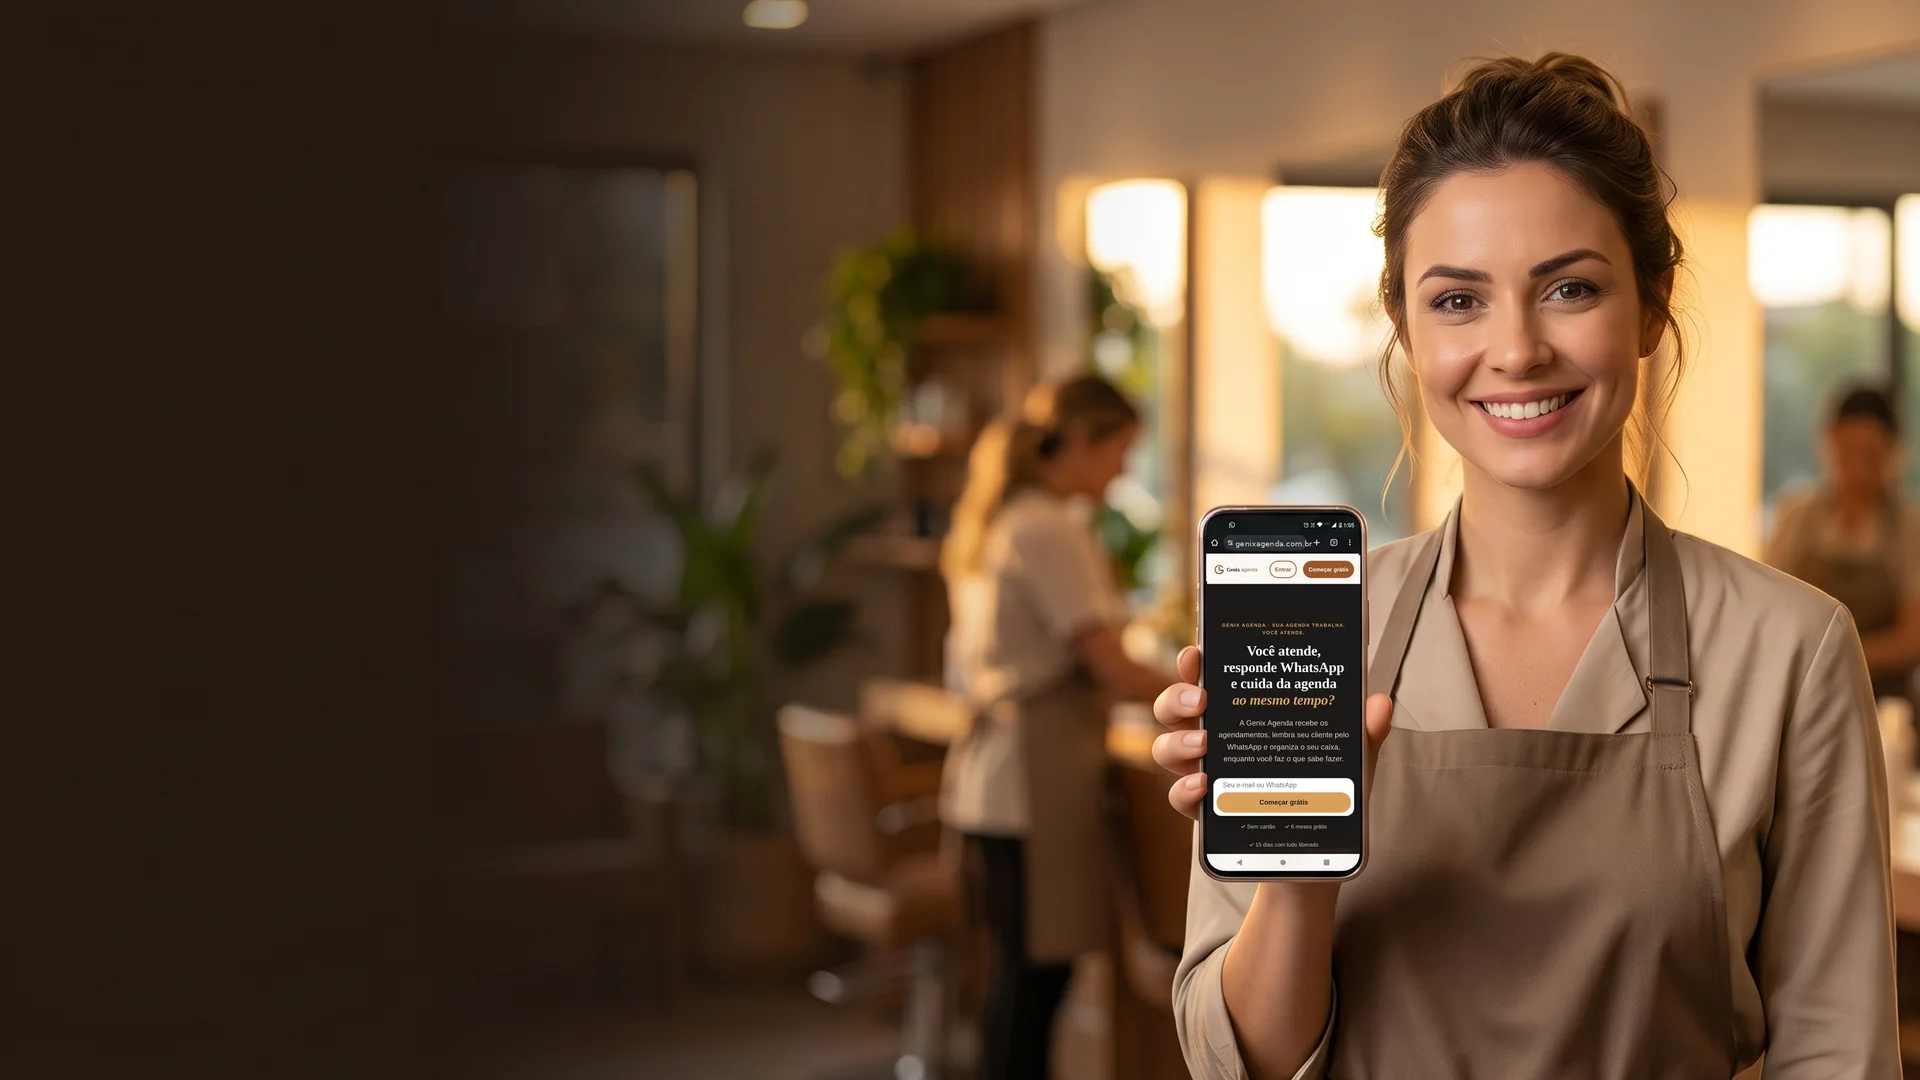 1:55
genixagenda.com.br
Genix agenda
Entrar
Começar grátis
GENIX AGENDA · SUA AGENDA TRABALHA.
VOCÊ ATENDE.
Você atende,
responde WhatsApp
e cuida da agenda
ao mesmo tempo?
A Genix Agenda recebe os
agendamentos, lembra seu cliente pelo
WhatsApp e organiza o seu caixa,
enquanto você faz o que sabe fazer.
Seu e-mail ou WhatsApp
Começar grátis
✓ Sem cartão ✓ 6 meses grátis
✓ 15 dias com tudo liberado